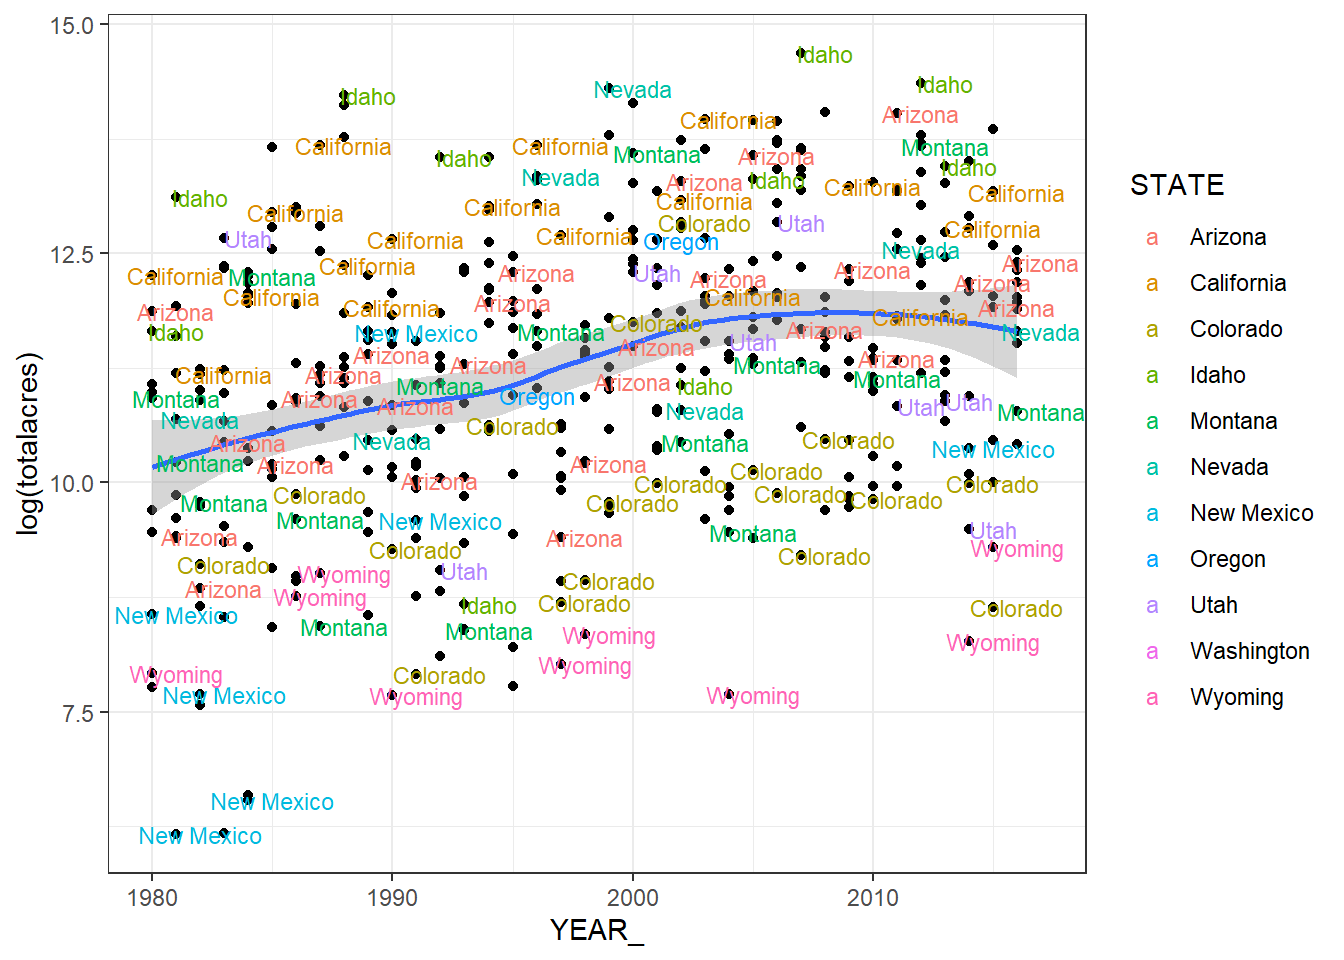 15.0
12.5
10.0
7.5
log(totalacres)
1980
1990
2000
2010
YEAR_
Idaho
Idaho
Nevada
Idaho
California
Arizona
California
California
Montana
Montana
Idaho
Nevada
Arizona
Idaho
Arizona
Idaho
California
California
Idaho
California
California
California
Colorado
Utah
California
Utah
California
California
Oregon
Nevada
California
Montana
California
Utah
Arizona
Arizona
Arizona
Arizona
California
Arizona
California
California
Arizona
Arizona
Colorado
California
Idaho
New Mexico
Montana
Arizona
Nevada
Arizona
Arizona
Utah
California
Arizona
Arizona
Arizona
Montana
Montana
Montana
Arizona
Montana
Arizona
Oregon
Idaho
Utah
Utah
Nevada
Arizona
Nevada
Montana
Arizona
Nevada
Colorado
Montana
Colorado
New Mexico
Montana
Arizona
Arizona
Colorado
Arizona
Colorado
Colorado
Montana
Colorado
Colorado
Colorado
Colorado
Montana
New Mexico
Montana
Utah
Arizona
Arizona
Colorado
Wyoming
Colorado
Colorado
Wyoming
Utah
Colorado
Arizona
Wyoming
Idaho
Colorado
Colorado
New Mexico
Montana
Montana
Wyoming
Wyoming
Wyoming
Colorado
Wyoming
New Mexico
Wyoming
Wyoming
New Mexico
New Mexico
STATE
a Arizona
a California
a Colorado
a Idaho
a Montana
a Nevada
a New Mexico
a Oregon
a Utah
a Washington
a Wyoming